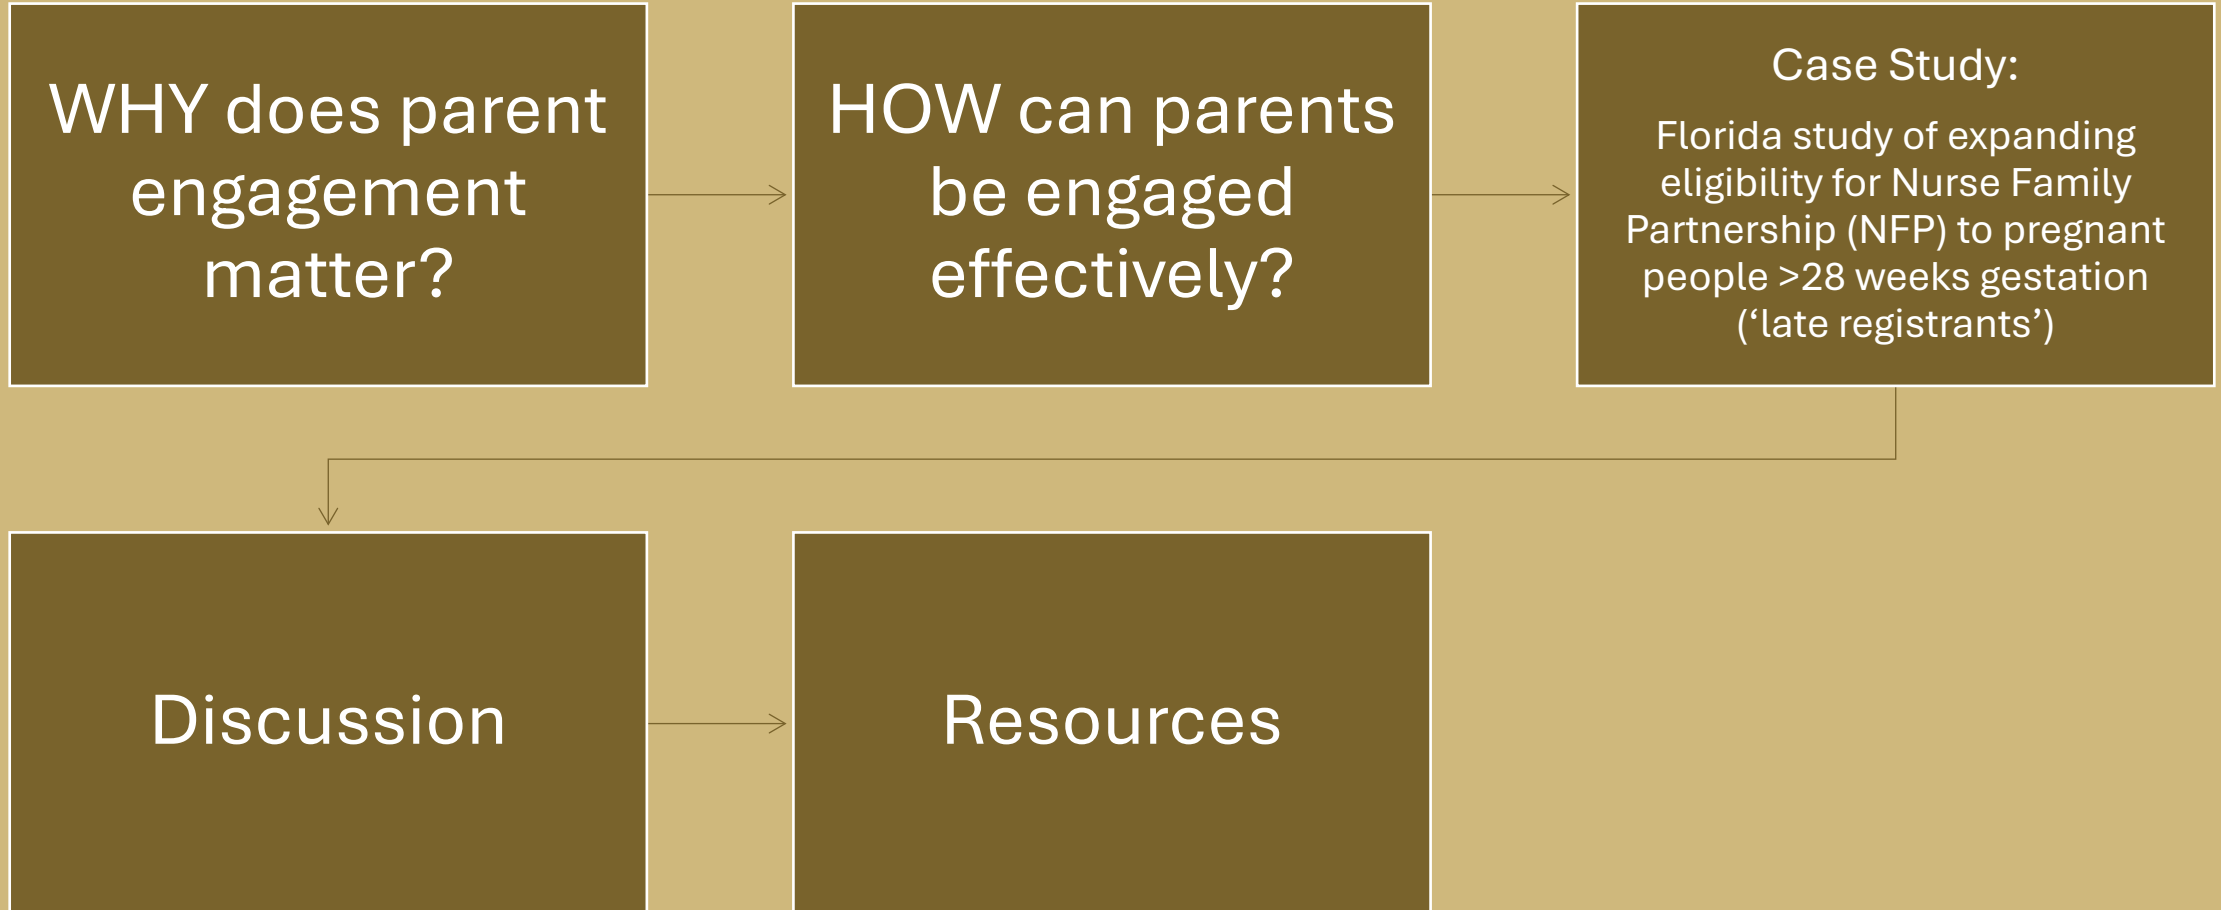 WHY does parent
engagement
matter?
HOW can parents
be engaged
effectively?
Case Study:
Florida study of expanding
eligibility for Nurse Family
Partnership (NFP) to pregnant
people >28 weeks gestation
(‘late registrants’)
Discussion
Resources